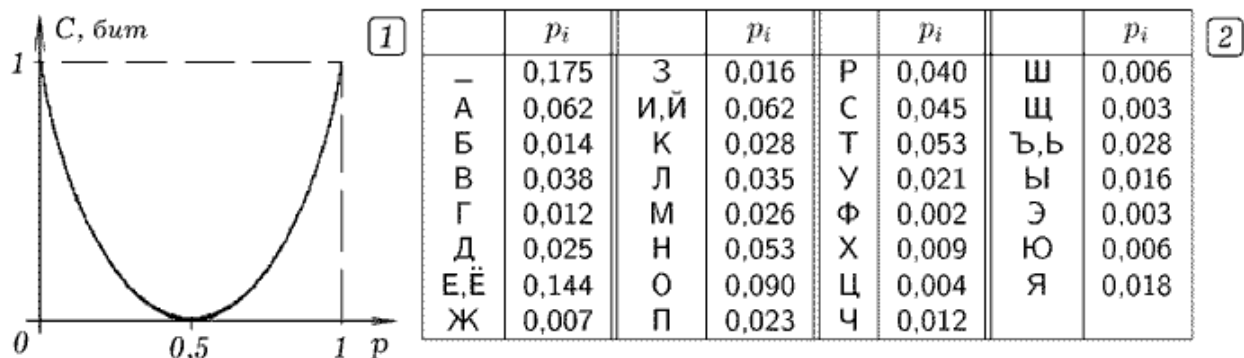 C, бит
1
1
0
0,5
1
p
p_i p_i p_i p_i
2
_ 0,175 З 0,016 Р 0,040 Ш 0,006
А 0,062 И,Й 0,062 С 0,045 Щ 0,003
Б 0,014 К 0,028 Т 0,053 Ъ,Ь 0,028
В 0,038 Л 0,035 У 0,021 Ы 0,016
Г 0,012 М 0,026 Ф 0,002 Э 0,003
Д 0,025 Н 0,053 Х 0,009 Ю 0,006
Е,Ё 0,144 О 0,090 Ц 0,004 Я 0,018
Ж 0,007 П 0,023 Ч 0,012